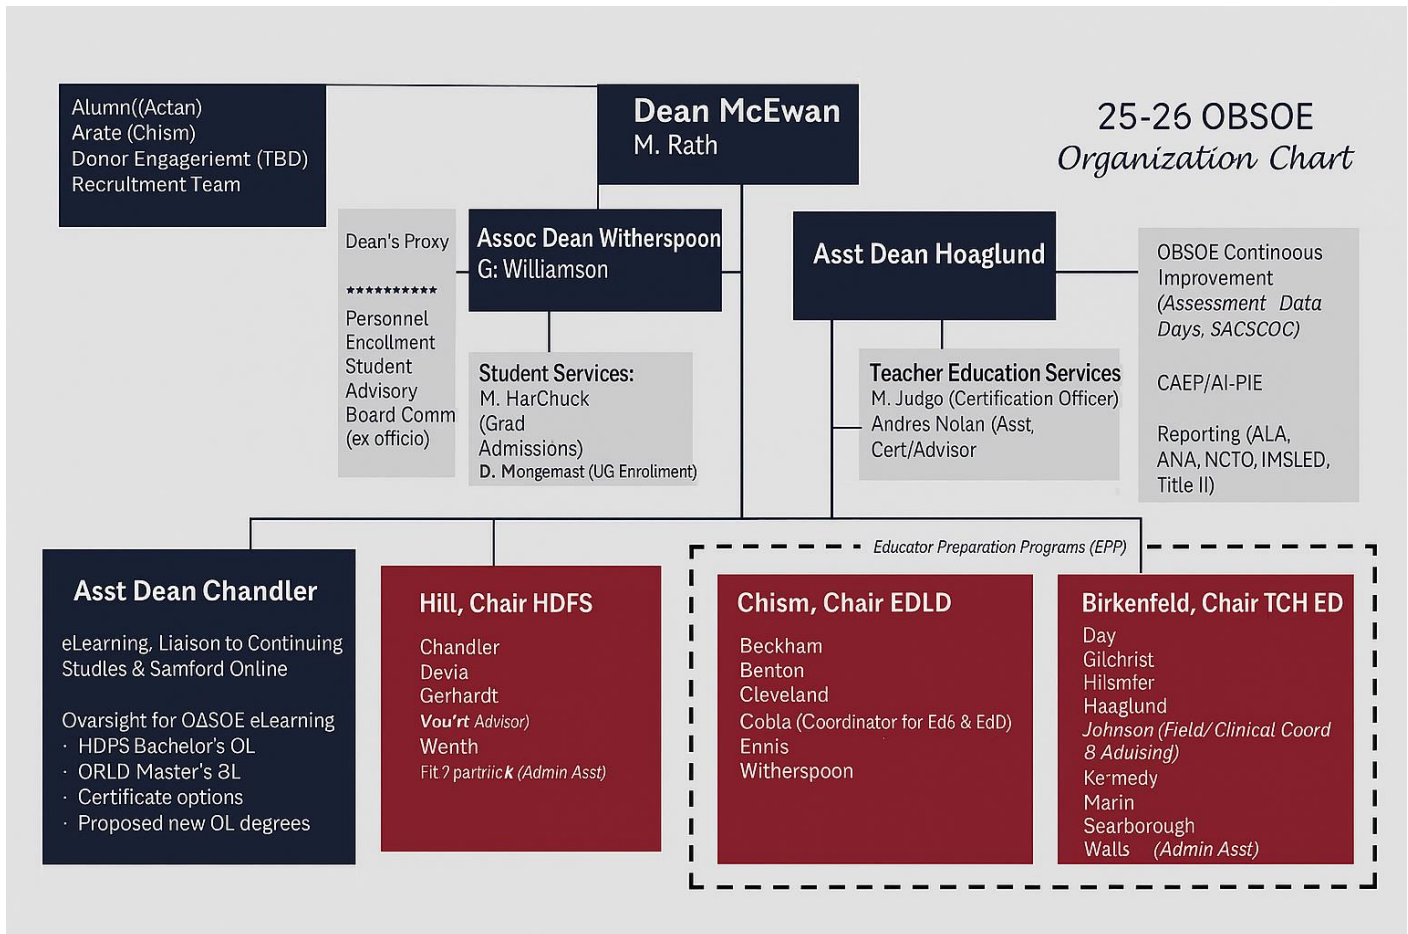 Alumn((Actan)
Arate (Chism)
Donor Engageriemt (TBD)
Recrultment Team
Dean McEwan
M. Rath
25-26 OBSOE
Organization Chart
Dean's Proxy
**********
Personnel
Encollment
Student
Advisory
Board Comm
(ex officio)
Assoc Dean Witherspoon
G: Williamson
Student Services:
M. HarChuck
(Grad
Admissions)
D. Mongemast (UG Enroliment)
Asst Dean Hoaglund
Teacher Education Services
M. Judgo (Certification Officer)
Andres Nolan (Asst,
Cert/Advisor
OBSOE Continoous
Improvement
(Assessment Data
Days, SACSCOC)
CAEP/AI-PIE
Reporting (ALA,
ANA, NCTO, IMSLED,
Title II)
Asst Dean Chandler
eLearning, Liaison to Continuing
Studles & Samford Online
Ovarsight for OΔSOE eLearning
· HDPS Bachelor's OL
· ORLD Master's 3L
· Certificate options
· Proposed new OL degrees
Hill, Chair HDFS
Chandler
Devia
Gerhardt
Vou'rt Advisor)
Wenth
Fit ? partriick (Admin Asst)
Educator Preparation Programs (EPP)
Chism, Chair EDLD
Beckham
Benton
Cleveland
Cobla (Coordinator for Ed6 & EdD)
Ennis
Witherspoon
Birkenfeld, Chair TCH ED
Day
Gilchrist
Hilsmfer
Haaglund
Johnson (Field/Clinical Coord
8 Aduising)
Ke-medy
Marin
Searborough
Walls (Admin Asst)